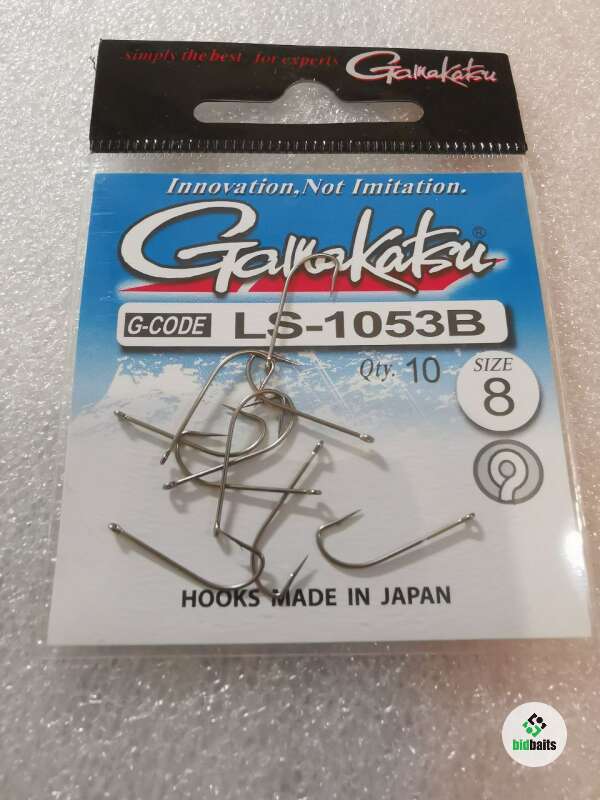 simply the best for experts Gamakatsu
Innovation,Not Imitation.
Gamakatsu®
G-CODE LS-1053B
Qty. 10 SIZE 8
HOOKS MADE IN JAPAN
bidbaits